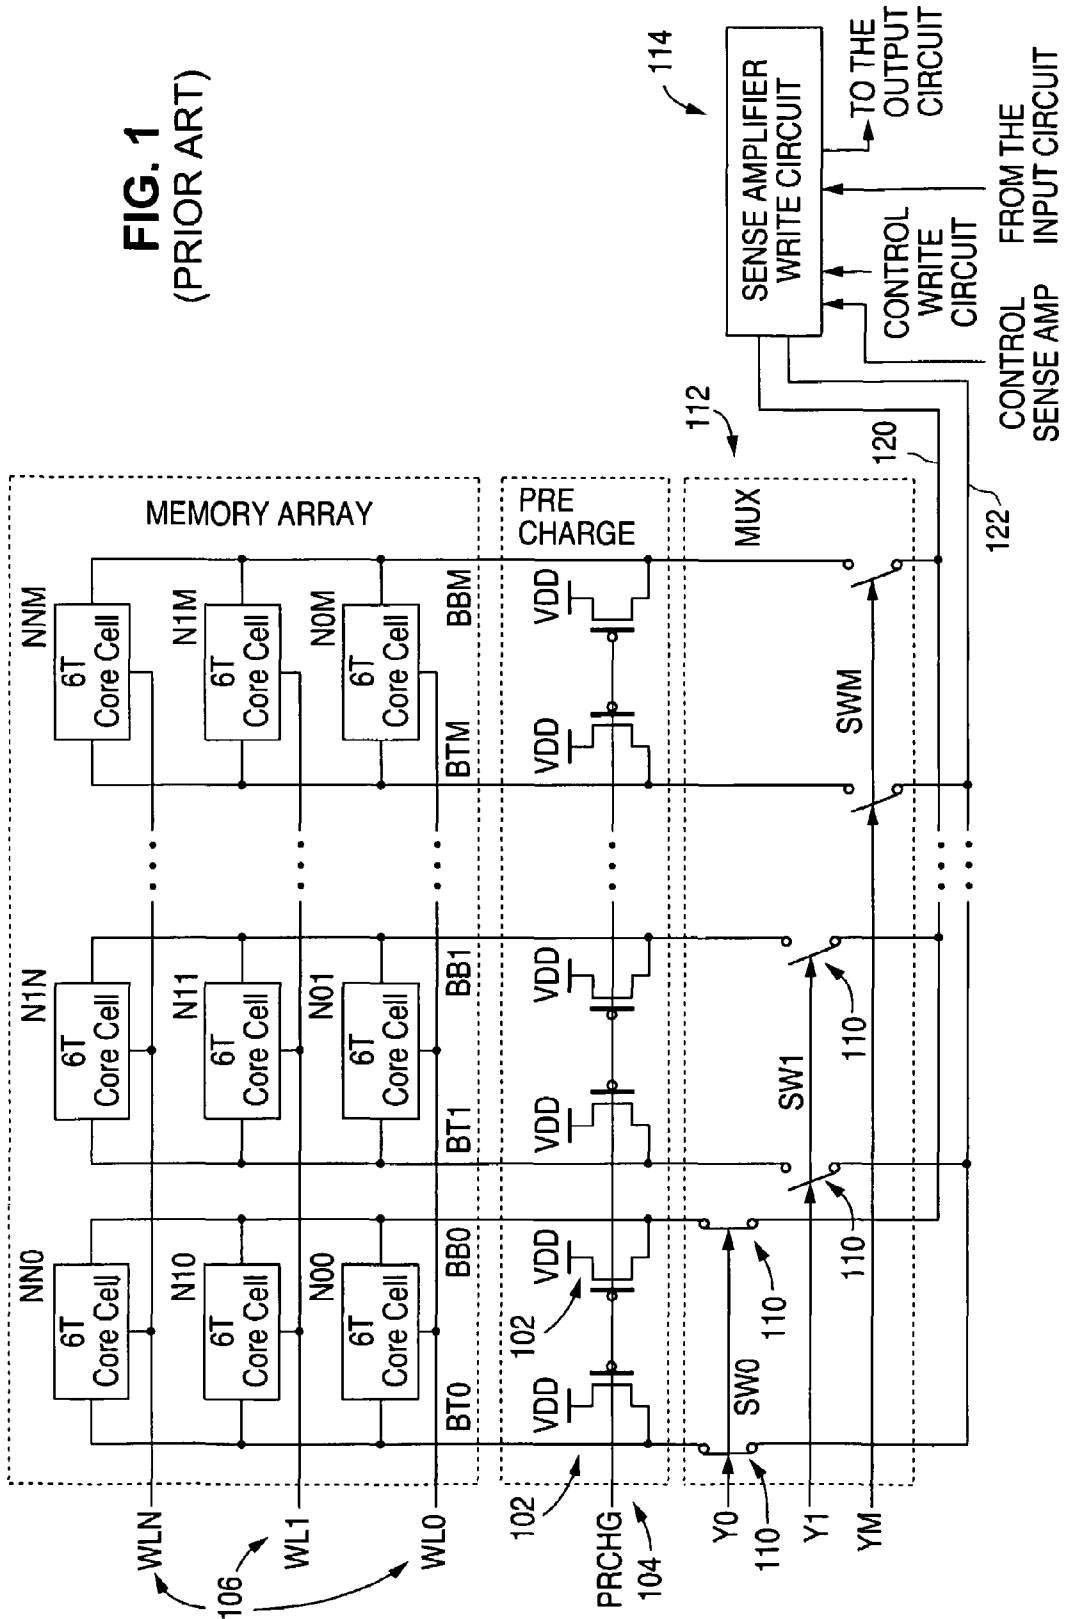 FIG. 1
(PRIOR ART)
MEMORY ARRAY
NN0
6T
Core Cell
N1N
6T
Core Cell
NNM
6T
Core Cell
WLN
N10
6T
Core Cell
N11
6T
Core Cell
N1M
6T
Core Cell
106
WL1
N00
6T
Core Cell
N01
6T
Core Cell
N0M
6T
Core Cell
WL0
BT0
BB0
BT1
BB1
BTM
BBM
PRE
CHARGE
102
VDD
102
VDD
VDD
VDD
VDD
VDD
PRCHG
104
MUX
112
Y0
SW0
110
110
Y1
SW1
110
110
YM
SWM
120
122
114
SENSE AMPLIFIER
WRITE CIRCUIT
TO THE
OUTPUT
CIRCUIT
CONTROL
WRITE
CIRCUIT
CONTROL
SENSE AMP
FROM THE
INPUT CIRCUIT